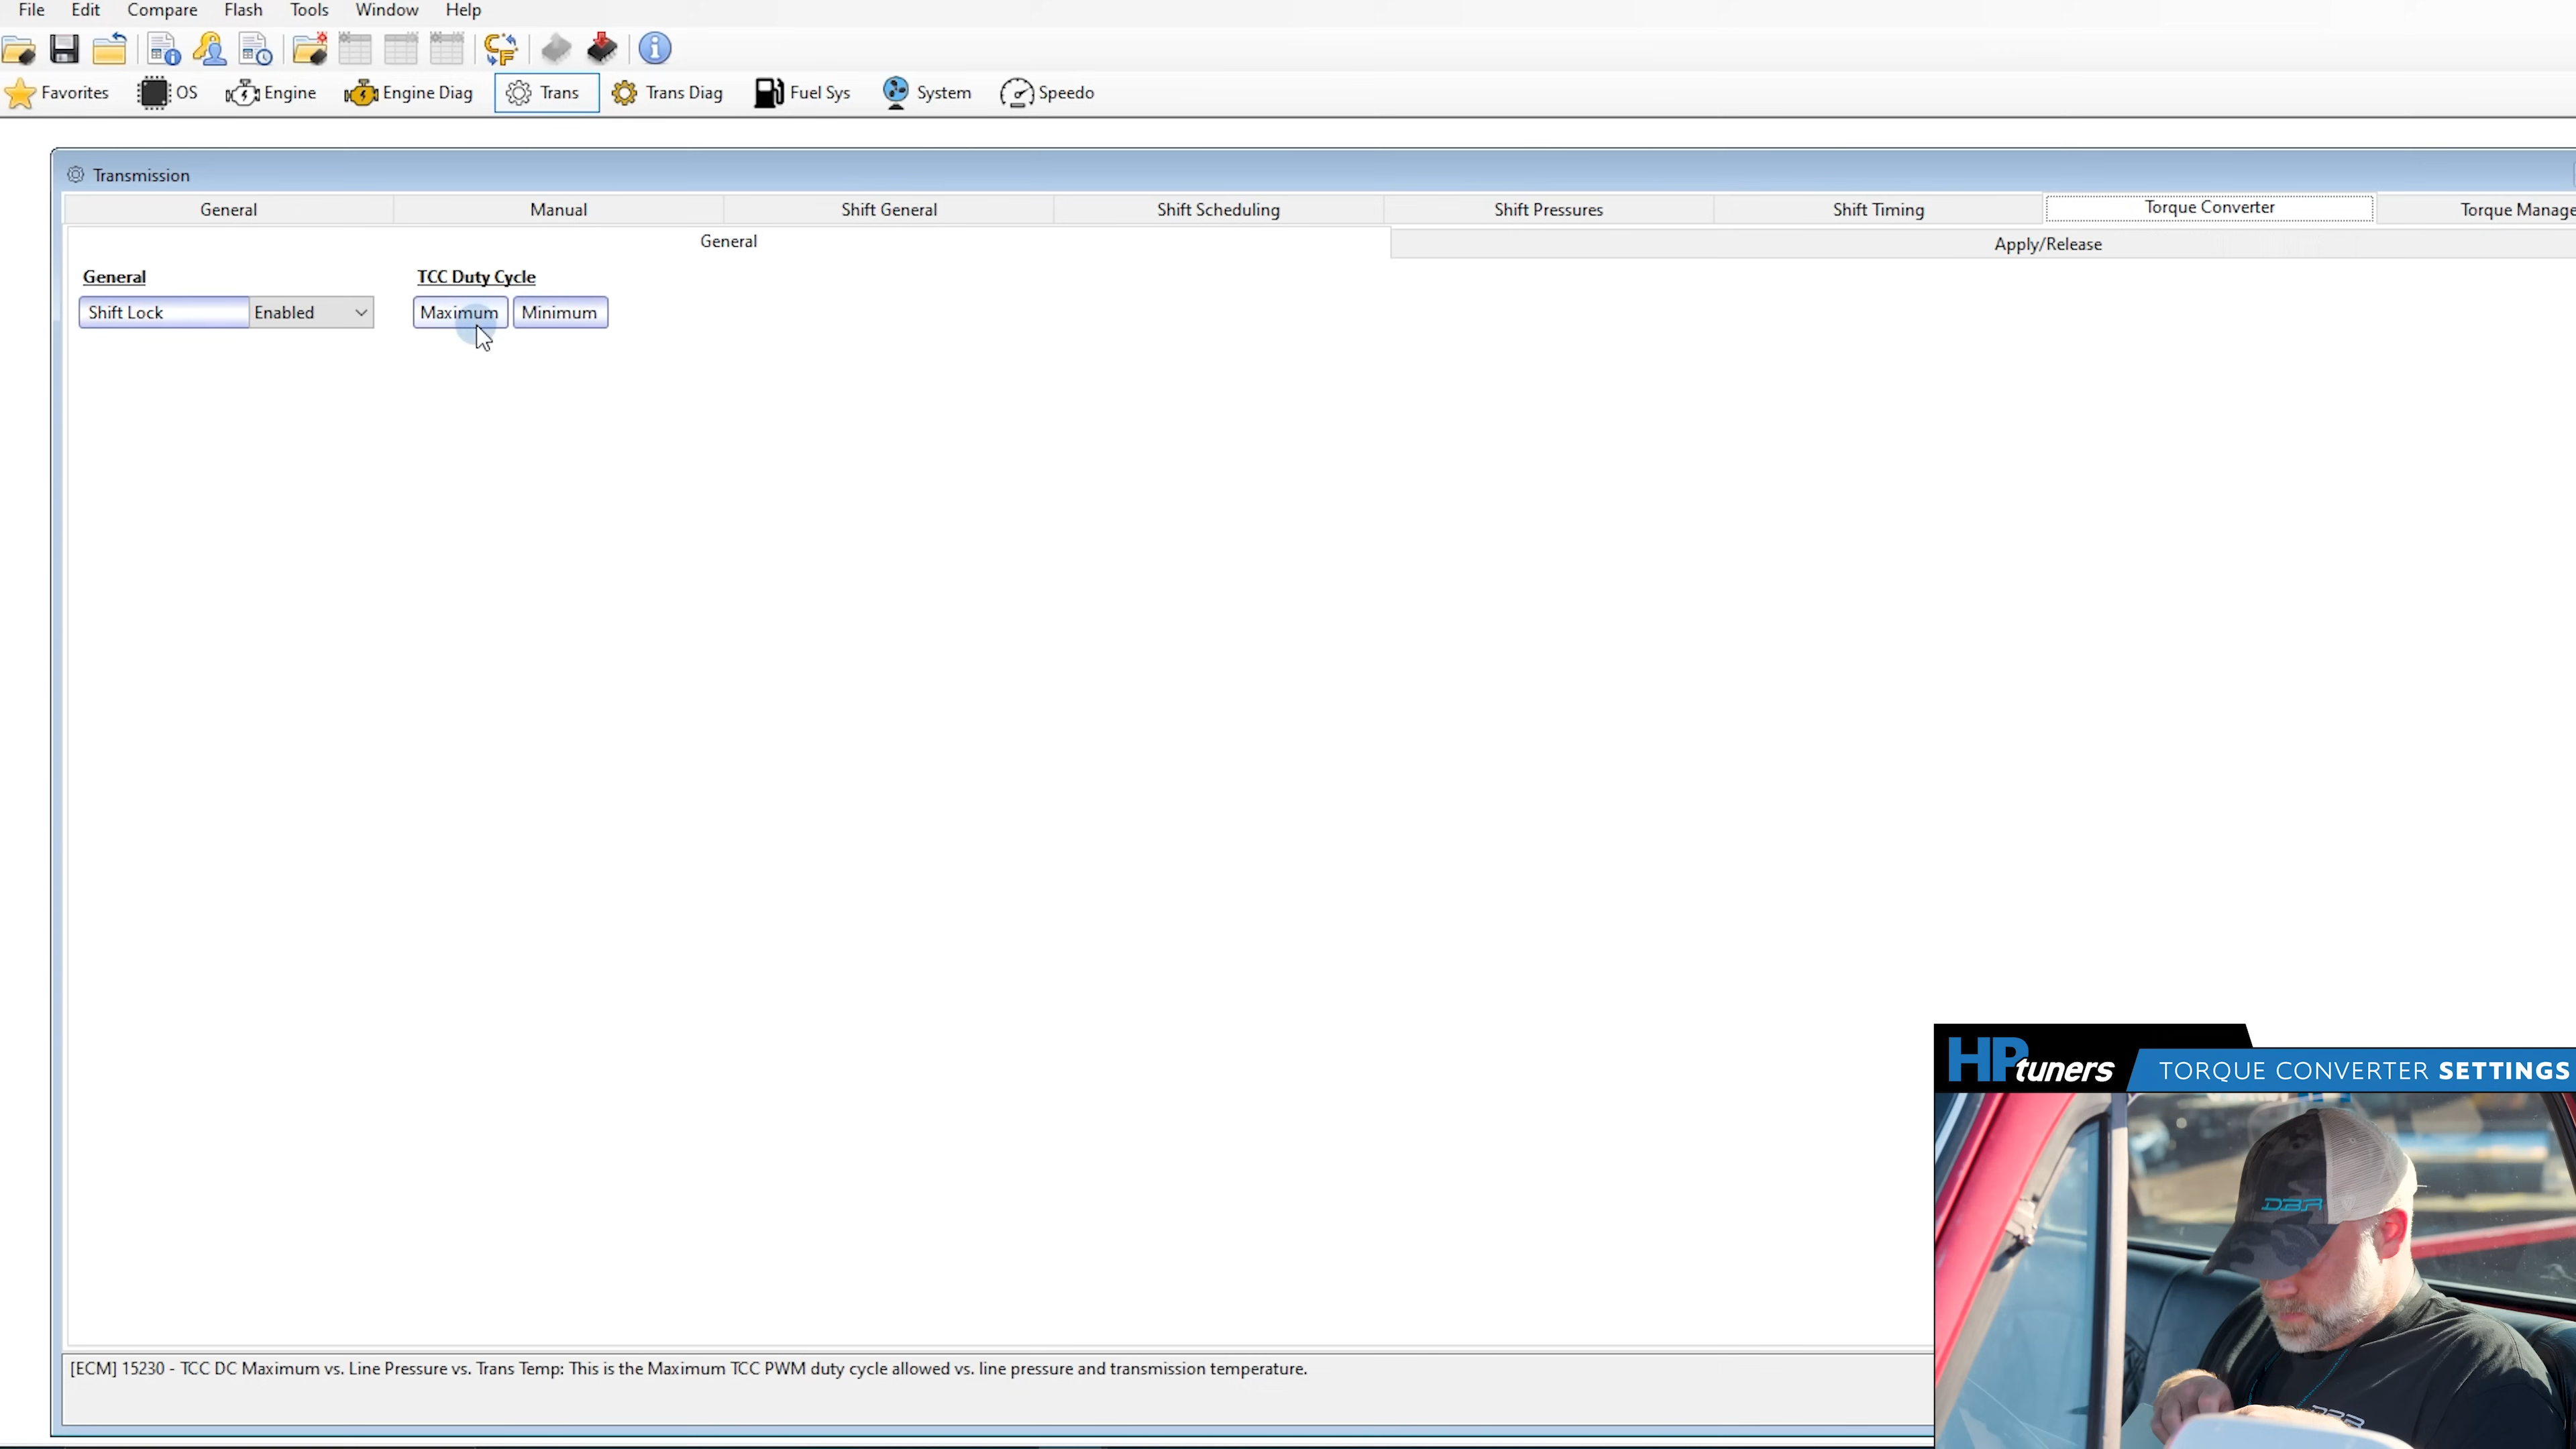 File Edit Compare Flash Tools Window Help
Favorites OS Engine Engine Diag Trans Trans Diag Fuel Sys System Speedo
Transmission
General Manual Shift General Shift Scheduling Shift Pressures Shift Timing Torque Converter Torque Manage
General Apply/Release
General TCC Duty Cycle
Shift Lock Enabled Maximum Minimum
HPtuners TORQUE CONVERTER SETTINGS
DBR
DBR
[ECM] 15230 - TCC DC Maximum vs. Line Pressure vs. Trans Temp: This is the Maximum TCC PWM duty cycle allowed vs. line pressure and transmission temperature.